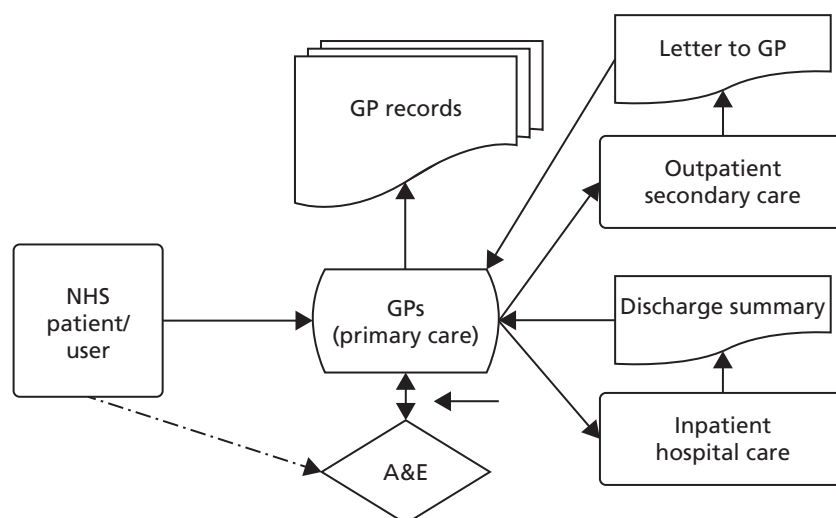 GP records
Letter to GP
Outpatient
secondary care
NHS
patient/
user
GPs
(primary care)
Discharge summary
Inpatient
hospital care
A&E